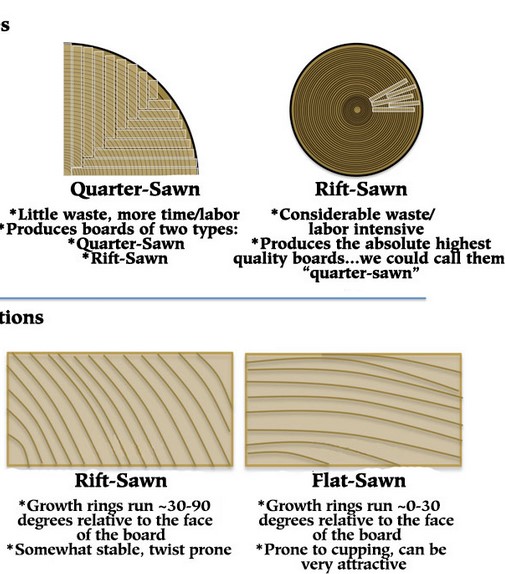 s
Quarter-Sawn
*Little waste, more time/labor
*Produces boards of two types:
*Quarter-Sawn
*Rift-Sawn
Rift-Sawn
*Considerable waste/
labor intensive
*Produces the absolute highest
quality boards...we could call them
"quarter-sawn"
tions
Rift-Sawn
*Growth rings run ~30-90
degrees relative to the face
of the board
*Somewhat stable, twist prone
Flat-Sawn
*Growth rings run ~0-30
degrees relative to the face
of the board
*Prone to cupping, can be
very attractive